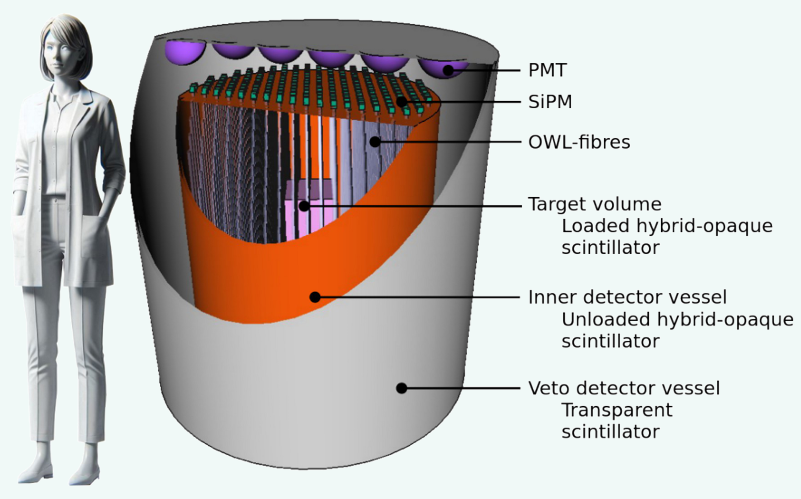 PMT
SiPM
OWL-fibres
Target volume
Loaded hybrid-opaque
scintillator
Inner detector vessel
Unloaded hybrid-opaque
scintillator
Veto detector vessel
Transparent
scintillator